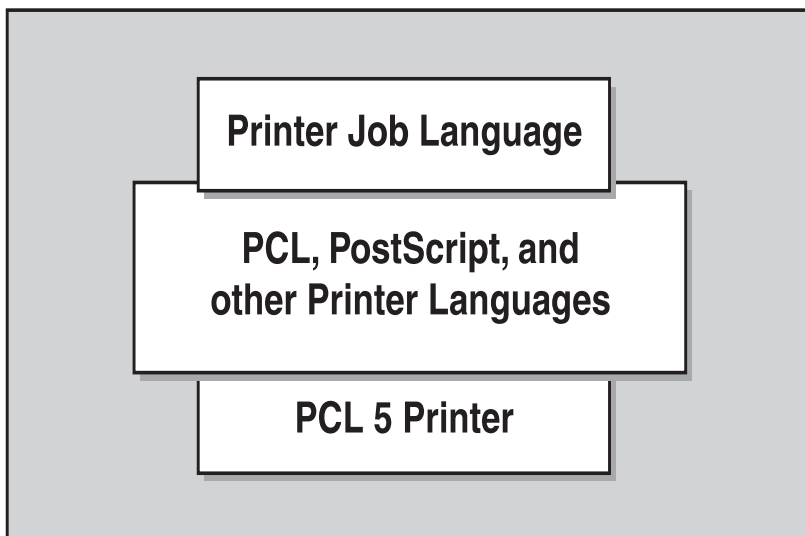 Printer Job Language
PCL, PostScript, and
other Printer Languages
PCL 5 Printer